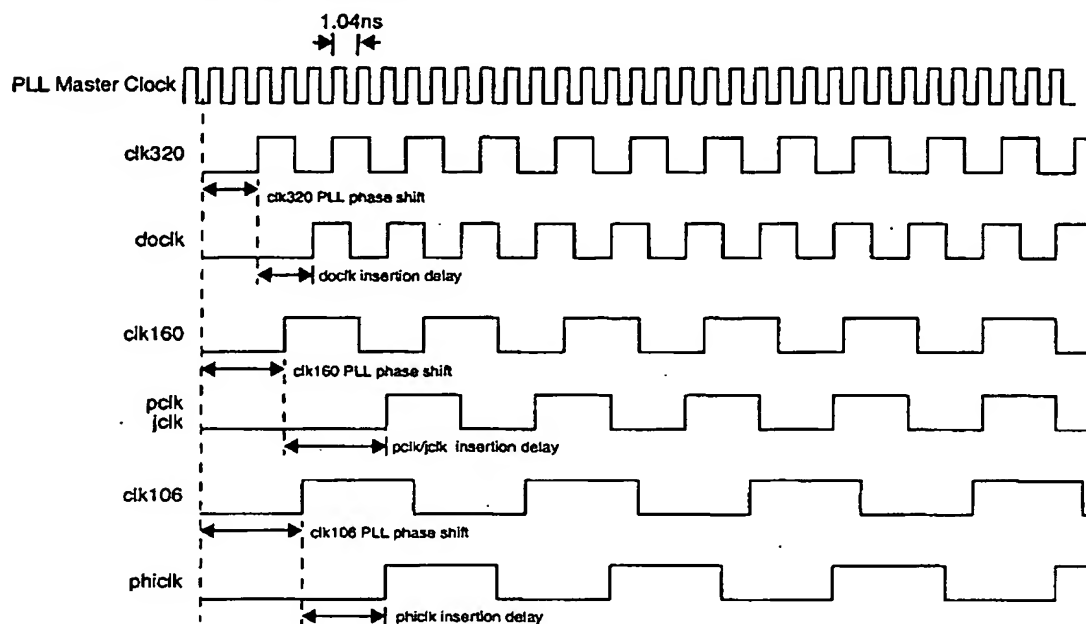 1.04ns
PLL Master Clock
clk320
clk320 PLL phase shift
doclk
doclk insertion delay
clk160
clk160 PLL phase shift
pclk
jclk
pclk/jclk insertion delay
clk106
clk106 PLL phase shift
phiclk
phiclk insertion delay